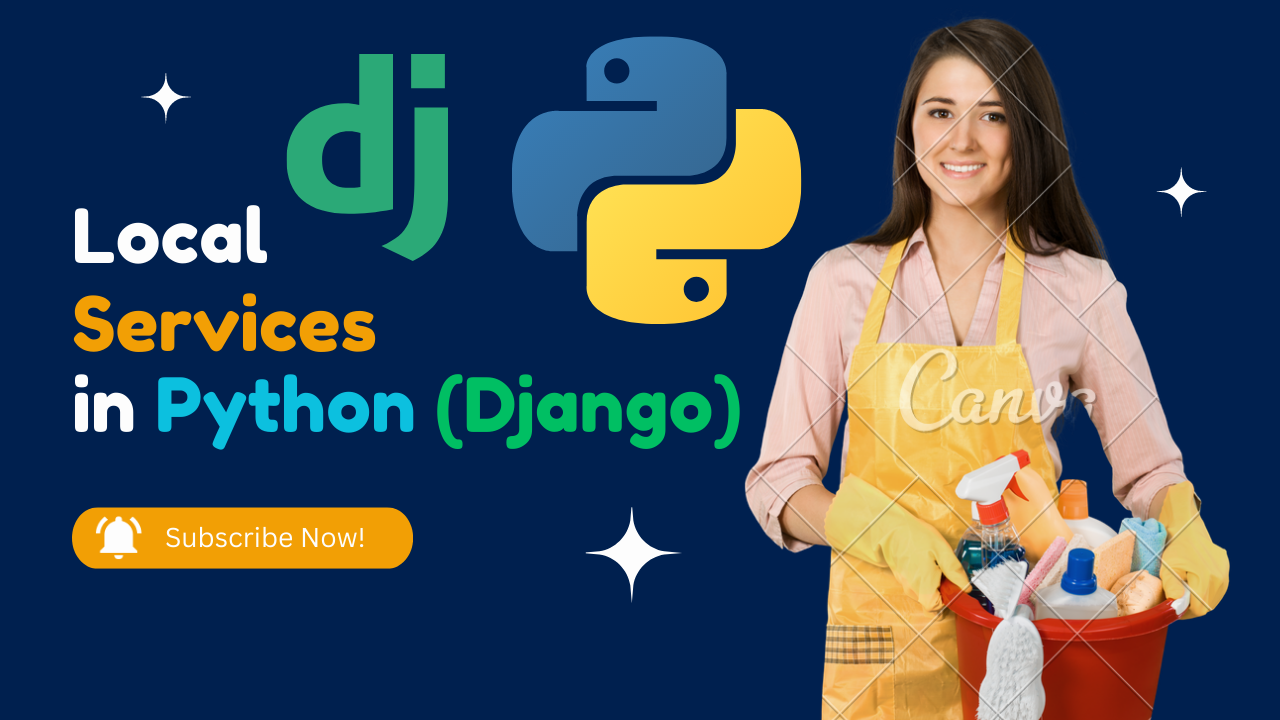 dj
Local
Services
in Python (Django)
Subscribe Now!
Canva